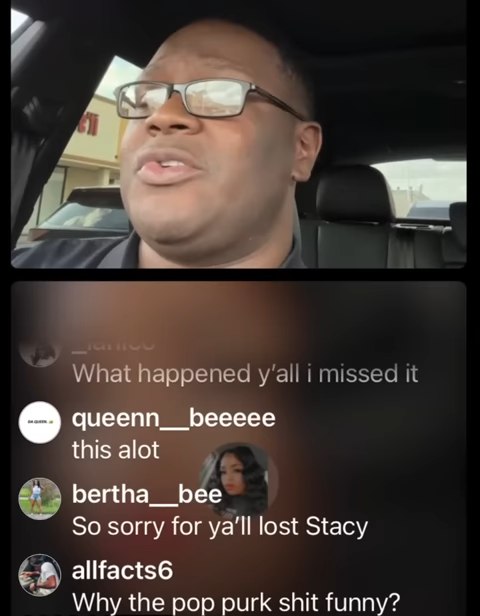 What happened y'all i missed it
queenn__beeeee
this alot
bertha__bee
So sorry for ya'll lost Stacy
allfacts6
Why the pop purk shit funny?